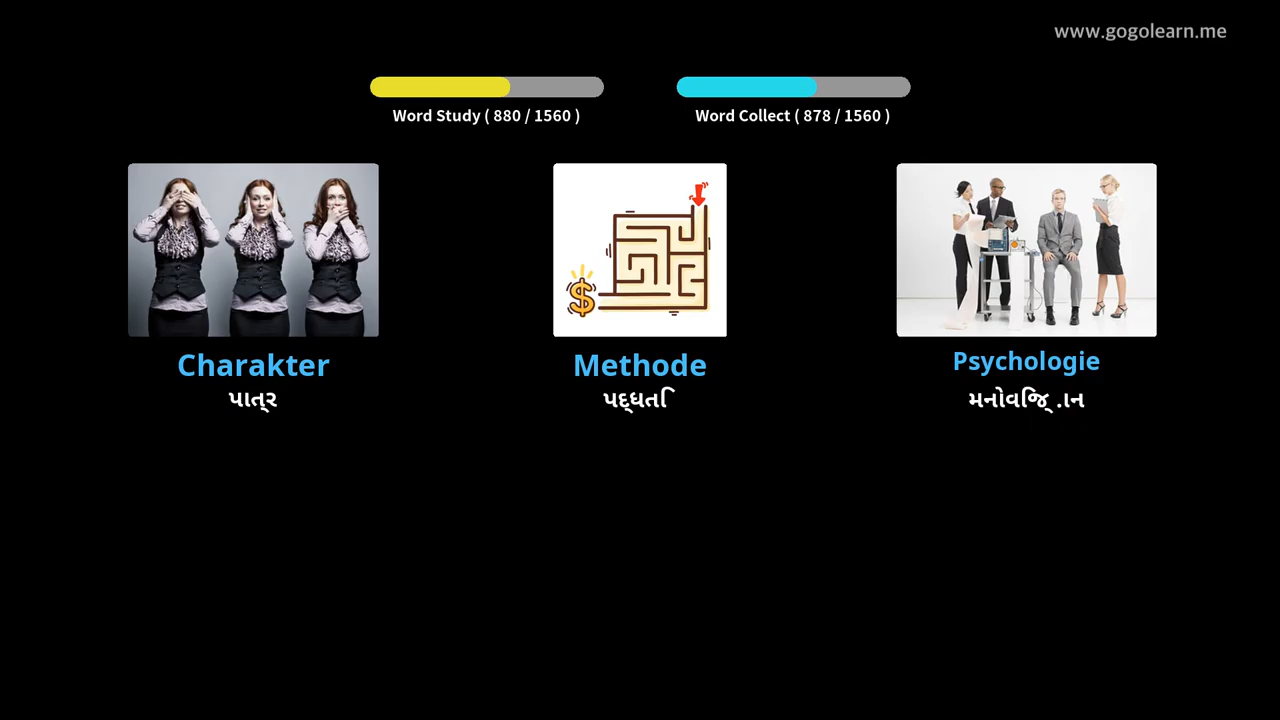 www.gogolearn.me
Word Study ( 880 / 1560 )
Word Collect ( 878 / 1560 )
$
Charakter
Methode
Psychologie
પાત્ર
પદ્ધતિ
મનોવિજ્ઞાન